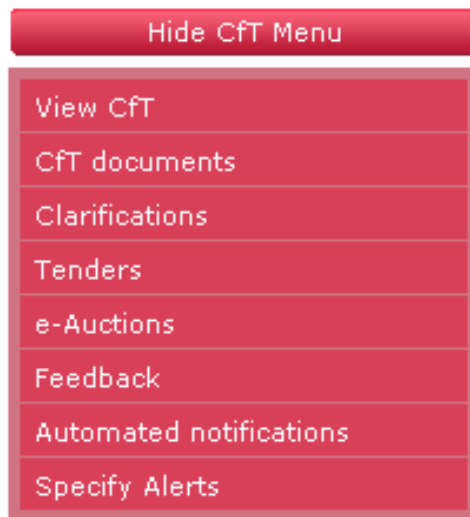 Hide CfT Menu
View CfT
CfT documents
Clarifications
Tenders
e-Auctions
Feedback
Automated notifications
Specify Alerts